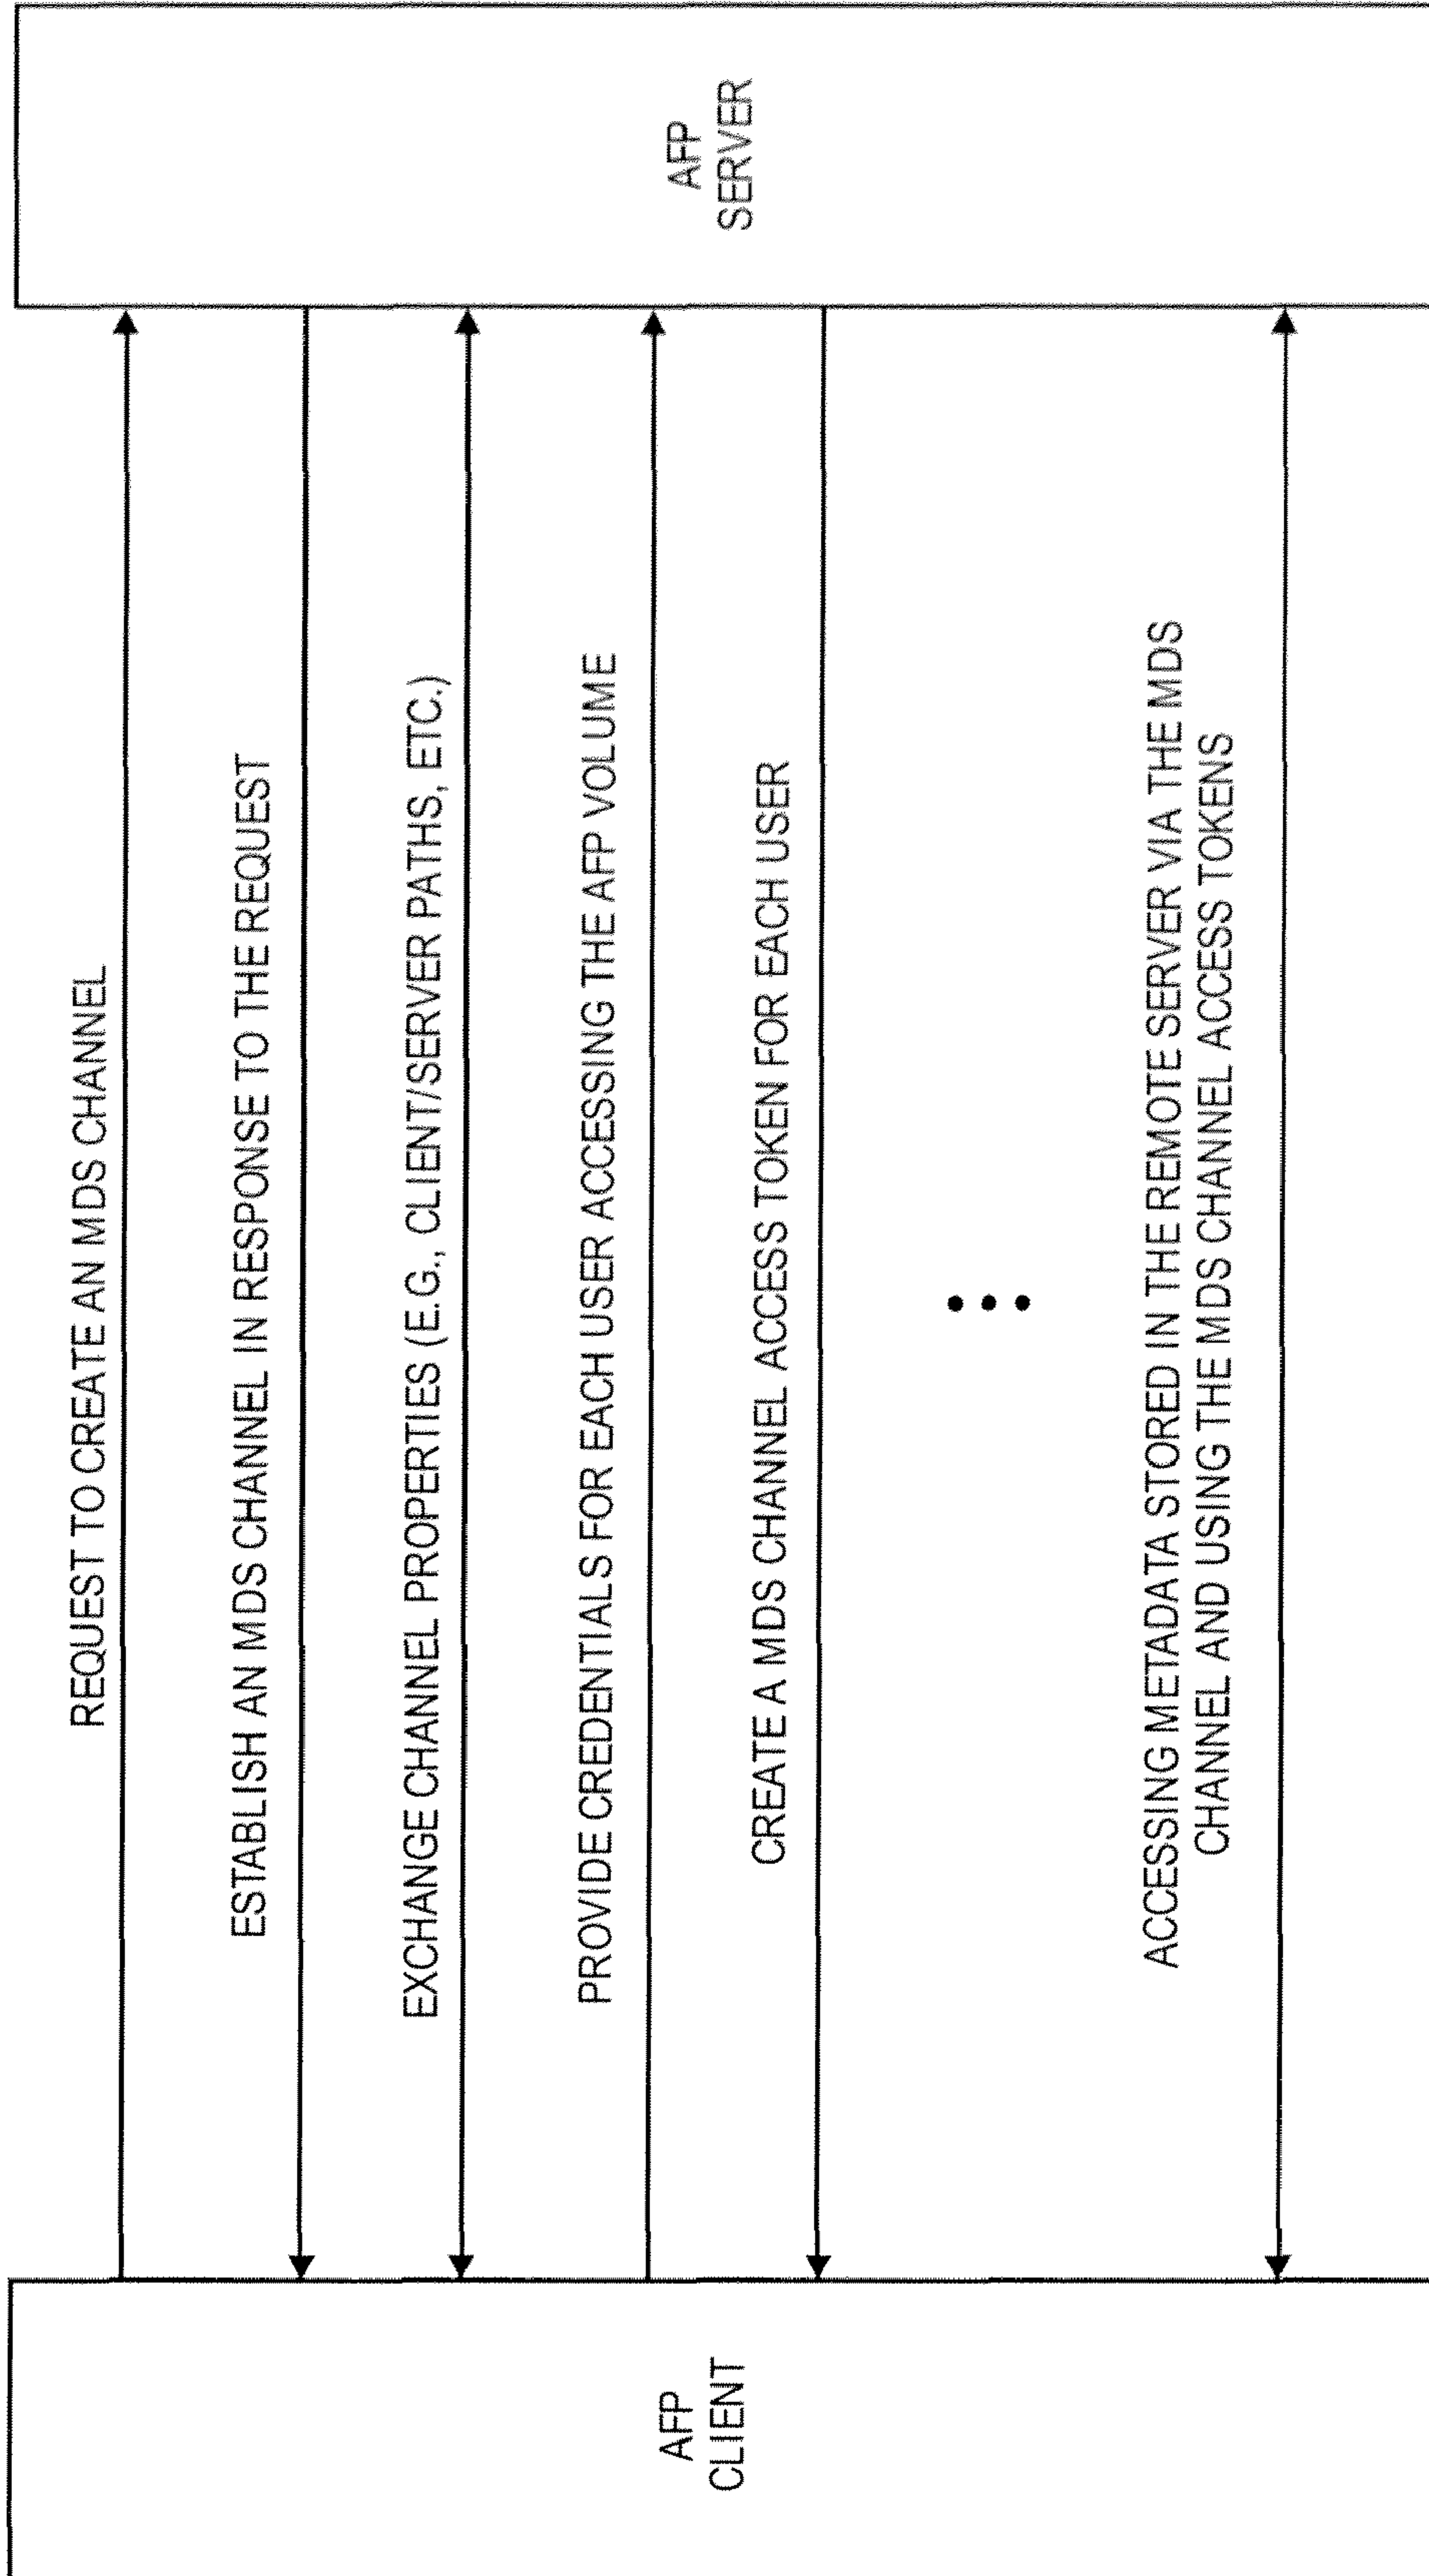 AFP
CLIENT
REQUEST TO CREATE AN MDS CHANNEL
ESTABLISH AN MDS CHANNEL IN RESPONSE TO THE REQUEST
EXCHANGE CHANNEL PROPERTIES (E.G., CLIENT/SERVER PATHS, ETC.)
PROVIDE CREDENTIALS FOR EACH USER ACCESSING THE AFP VOLUME
CREATE A MDS CHANNEL ACCESS TOKEN FOR EACH USER
ACCESSING METADATA STORED IN THE REMOTE SERVER VIA THE MDS
CHANNEL AND USING THE MDS CHANNEL ACCESS TOKENS
AFP
SERVER